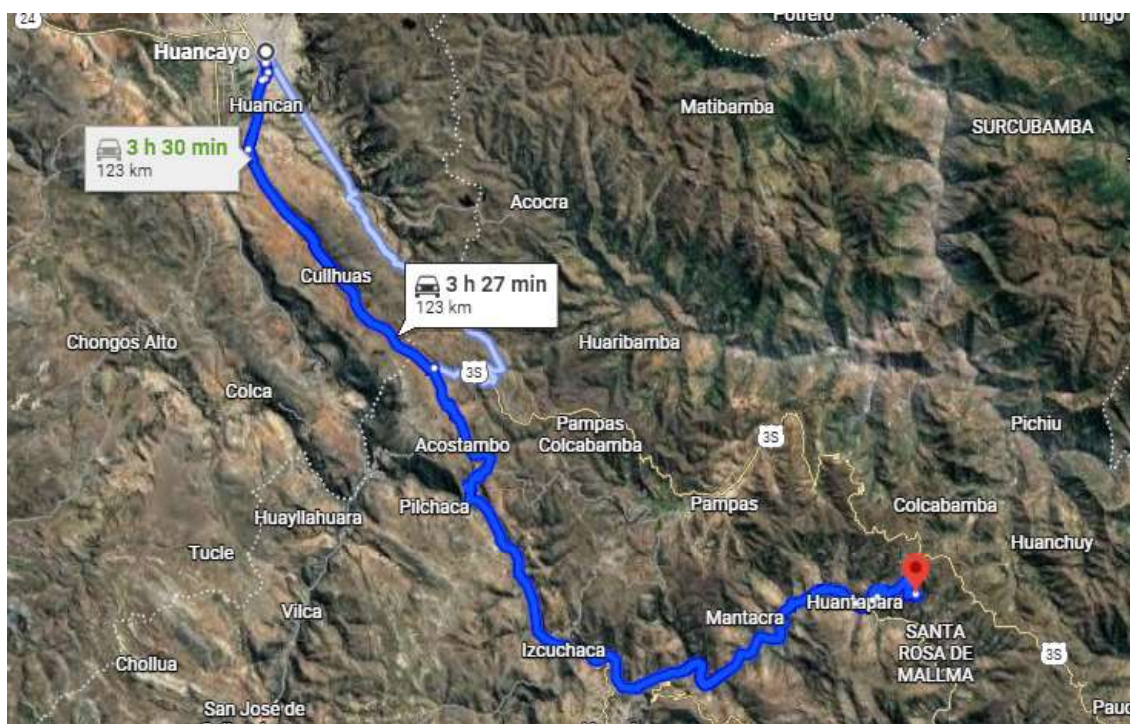 24
Potrero
Tingo
Huancayo
Huancan
Matibamba
SURCUBAMBA
3 h 30 min
123 km
Acocra
Cullhuas
3 h 27 min
123 km
Chongos Alto
Huaribamba
3S
Colca
Pichiu
Pampas
Colcabamba
3S
Acostambo
Pilchaca
Pampas
Colcabamba
Huayllahuara
Huanchuy
Tucle
Vilca
Mantacra
Huantapara
Izcuchaca
SANTA
ROSA DE
MALLMA
3S
Chollua
San José de
Pauc